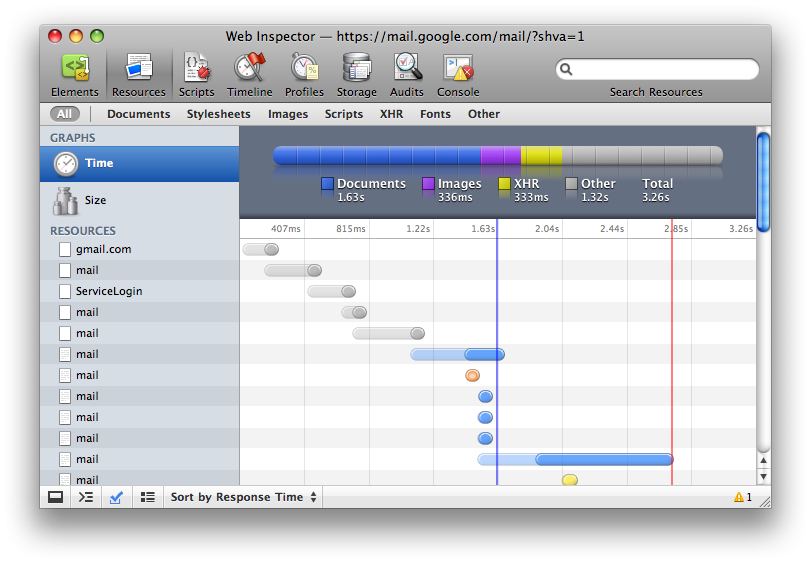 Web Inspector — https://mail.google.com/mail/?shva=1
Elements Resources Scripts Timeline Profiles Storage Audits Console Search Resources
All Documents Stylesheets Images Scripts XHR Fonts Other
GRAPHS
Time
Size
Documents Images XHR Other Total
1.63s 336ms 333ms 1.32s 3.26s
RESOURCES
407ms 815ms 1.22s 1.63s 2.04s 2.44s 2.85s 3.26s
gmail.com
mail
ServiceLogin
mail
mail
mail
mail
mail
mail
mail
mail
mail
Sort by Response Time 1